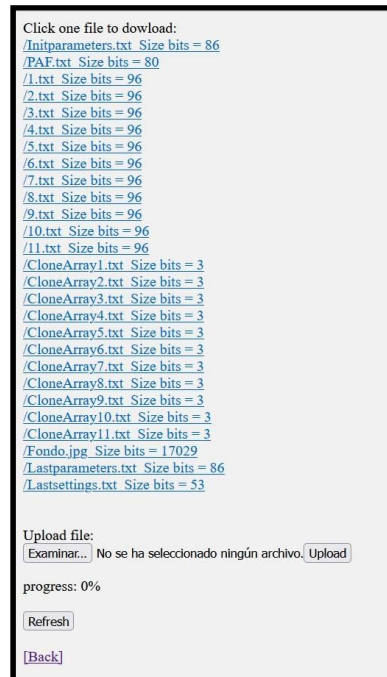 Click one file to dowload:
/Initparameters.txt Size bits = 86
/PAF.txt Size bits = 80
/1.txt Size bits = 96
/2.txt Size bits = 96
/3.txt Size bits = 96
/4.txt Size bits = 96
/5.txt Size bits = 96
/6.txt Size bits = 96
/7.txt Size bits = 96
/8.txt Size bits = 96
/9.txt Size bits = 96
/10.txt Size bits = 96
/11.txt Size bits = 96
/CloneArray1.txt Size bits = 3
/CloneArray2.txt Size bits = 3
/CloneArray3.txt Size bits = 3
/CloneArray4.txt Size bits = 3
/CloneArray5.txt Size bits = 3
/CloneArray6.txt Size bits = 3
/CloneArray7.txt Size bits = 3
/CloneArray8.txt Size bits = 3
/CloneArray9.txt Size bits = 3
/CloneArray10.txt Size bits = 3
/CloneArray11.txt Size bits = 3
/Fondo.jpg Size bits = 17029
/Lastparameters.txt Size bits = 86
/Lastsettings.txt Size bits = 53
Upload file:
Examinar... No se ha seleccionado ningún archivo. Upload
progress: 0%
Refresh
[Back]